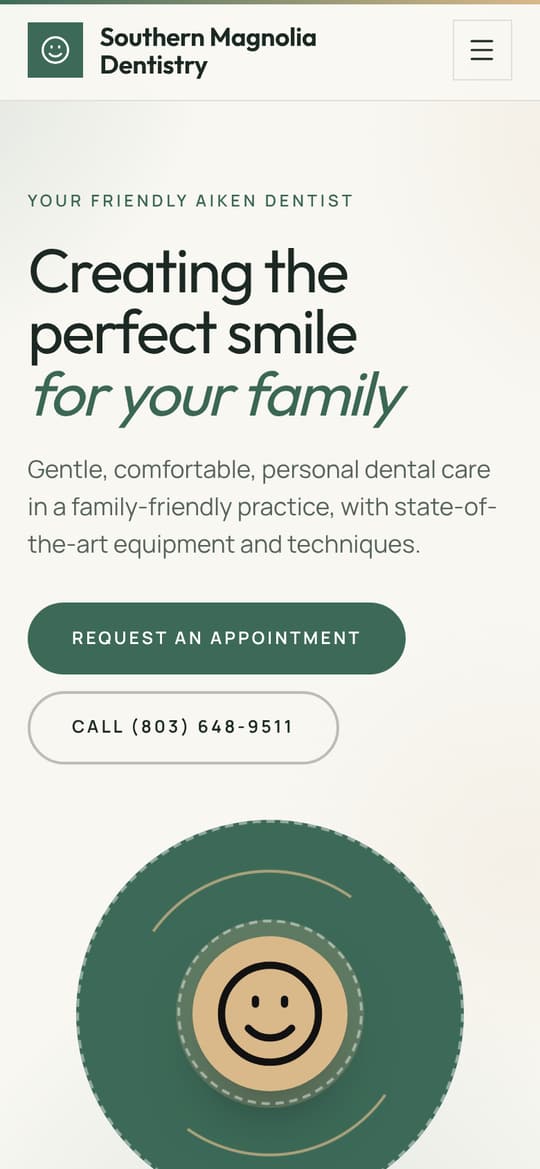 Southern Magnolia
Dentistry
YOUR FRIENDLY AIKEN DENTIST
Creating the
perfect smile
for your family
Gentle, comfortable, personal dental care
in a family-friendly practice, with state-of-
the-art equipment and techniques.
REQUEST AN APPOINTMENT
CALL (803) 648-9511